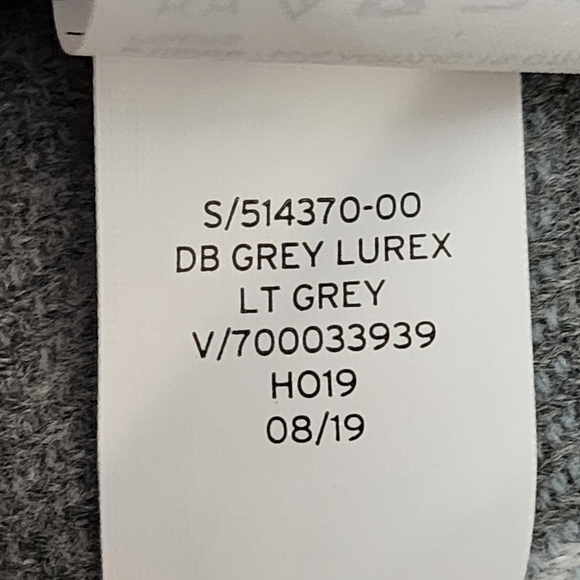 S/514370-00
DB GREY LUREX
LT GREY
V/700033939
HO19
08/19